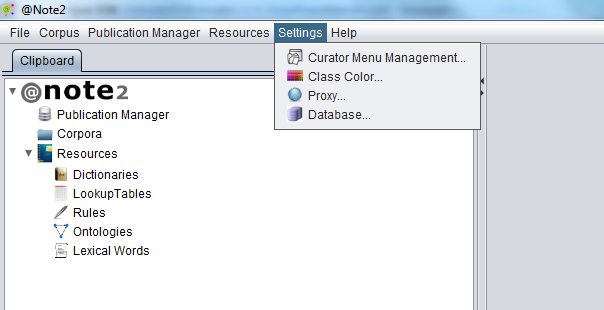 @Note2
File Corpus Publication Manager Resources Settings Help
Clipboard
Curator Menu Management...
Class Color...
Proxy...
Database...
@note2
Publication Manager
Corpora
Resources
Dictionaries
LookupTables
Rules
Ontologies
Lexical Words